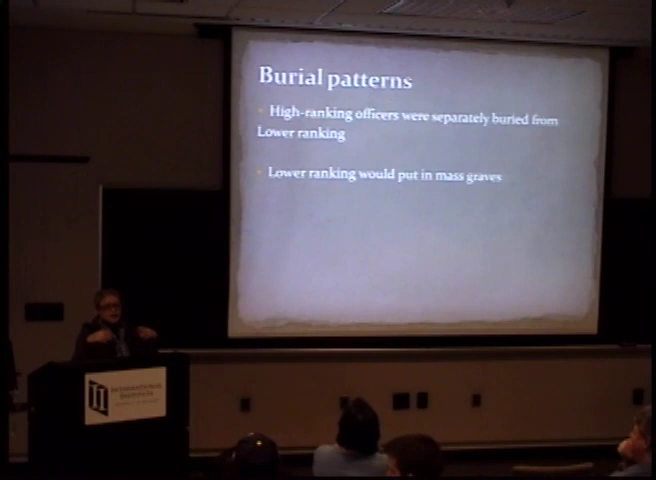 Burial patterns
High-ranking officers were separately buried from
Lower ranking
Lower ranking would put in mass graves